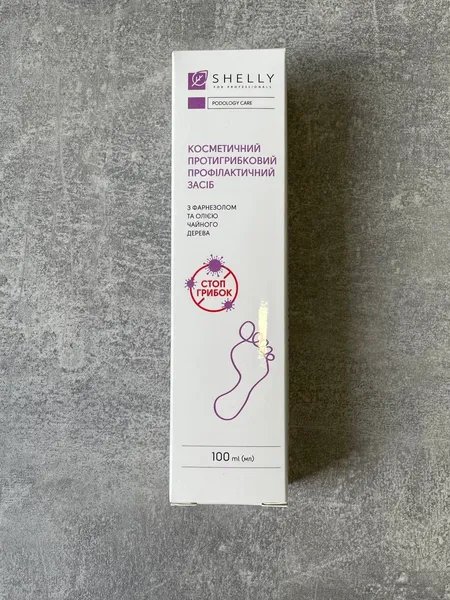 SHELLY
FOR PROFESSIONALS
PODOLOGY CARE
КОСМЕТИЧНИЙ
ПРОТИГРИБКОВИЙ
ПРОФІЛАКТИЧНИЙ
ЗАСІБ
З ФАРНЕЗОЛОМ
ТА ОЛІЄЮ
ЧАЙНОГО
ДЕРЕВА
СТОП
ГРИБОК
100 ml (мл)